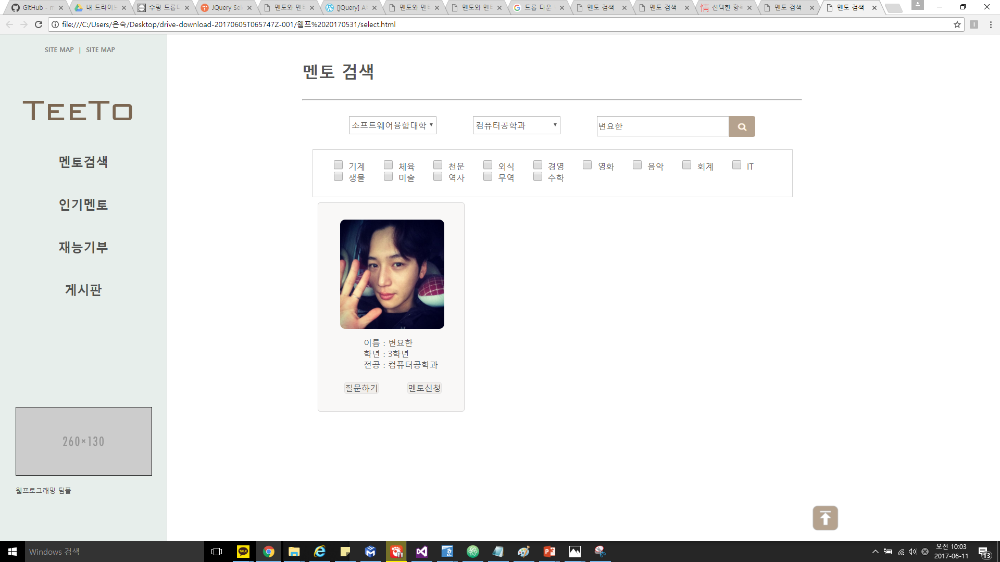 GitHub - n
내 드라이브
수평 드롭다
JQuery Sel
멘토와 멘티
[jQuery] 
멘토와 멘티
멘토와 멘티
드롭 다운
멘토 검색
멘토 검색
선택한 항목
멘토 검색
멘토 검색
file:///C:/Users/은숙/Desktop/drive-download-20170605T065747Z-001/웹프%2020170531/select.html
SITE MAP | SITE MAP
TEETO
멘토검색
인기멘토
재능기부
게시판
260×130
웹프로그래밍 팀플
멘토 검색
소프트웨어융합대학 컴퓨터공학과 변요한
기계 체육 천문 외식 경영 영화 음악 회계 IT
생물 미술 역사 무역 수학
이름 : 변요한
학년 : 3학년
전공 : 컴퓨터공학과
질문하기 멘토신청
Windows 검색
TALK
오전 10:03
2017-06-11
13